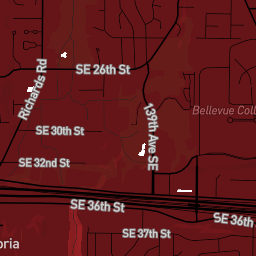 SE 26th St
Richards Rd
139th Ave SE
Bellevue Coll
SE 30th St
SE 32nd St
SE 36th St
SE 36th
SE 37th St
oria